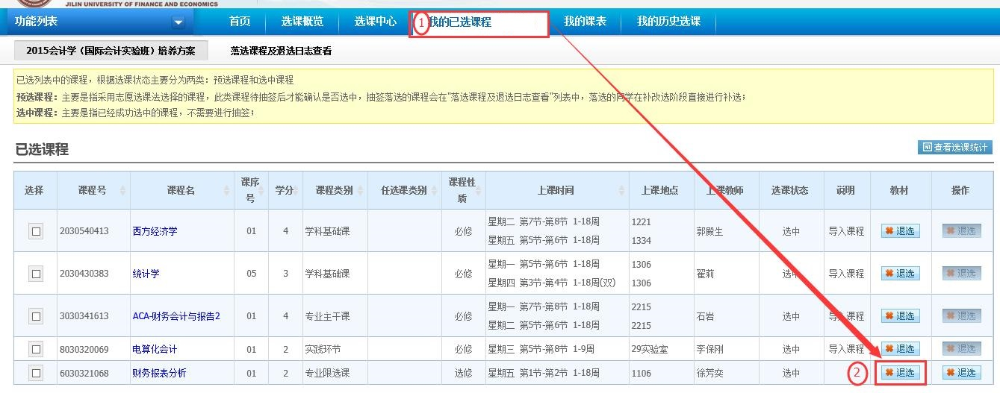 JILIN UNIVERSITY OF FINANCE AND ECONOMICS
功能列表 首页 选课概览 选课中心 1 我的已选课程 我的课表 我的历史选课
2015会计学（国际会计实验班）培养方案 落选课程及退选日志查看
已选列表中的课程，根据选课状态主要分为两类：预选课程和选中课程
预选课程：主要是指采用志愿选课法选择的课程，此类课程待抽签后才能确认是否选中，抽签落选的课程会在"落选课程及退选日志查看"列表中，落选的同学在补改选阶段直接进行补选；
选中课程：主要是指已经成功选中的课程，不需要进行抽签；
已选课程 查看选课统计
选择 课程号 课程名 课序号 学分 课程类别 任选课类别 课程性质 上课时间 上课地点 上课教师 选课状态 说明 教材 操作
2030540413 西方经济学 01 4 学科基础课 必修 星期二 第7节-第8节 1-18周 1221 郭殿生 选中 导入课程 退选 退选
星期五 第5节-第6节 1-18周 1334
2030430383 统计学 05 3 学科基础课 必修 星期一 第5节-第6节 1-18周 1306 翟莉 选中 导入课程 退选 退选
星期四 第3节-第4节 1-18周(双) 1306
3030341613 ACA-财务会计与报告2 01 4 专业主干课 必修 星期一 第7节-第8节 1-18周 2215 石岩 选中 导入课程 退选 退选
星期二 第5节-第6节 1-18周 2215
8030320069 电算化会计 01 2 实践环节 必修 星期三 第5节-第8节 1-9周 29实验室 李保刚 选中 导入课程 退选 退选
6030321068 财务报表分析 01 2 专业限选课 选修 星期五 第1节-第2节 1-18周 1106 徐芳奕 选中 2 退选 退选